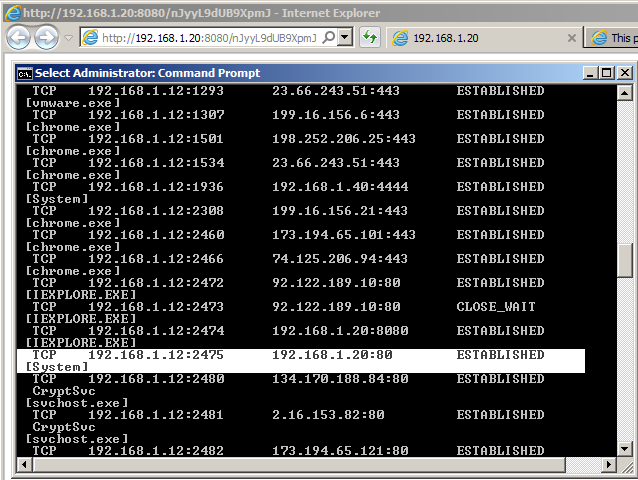 http://192.168.1.20:8080/nJyyL9dUB9XpmJ - Internet Explorer
http://192.168.1.20:8080/nJyyL9dUB9XpmJ
192.168.1.20
This p
Select Administrator: Command Prompt
TCP 192.168.1.12:1293 23.66.243.51:443 ESTABLISHED
[vmware.exe]
TCP 192.168.1.12:1307 199.16.156.6:443 ESTABLISHED
[chrome.exe]
TCP 192.168.1.12:1501 198.252.206.25:443 ESTABLISHED
[chrome.exe]
TCP 192.168.1.12:1534 23.66.243.51:443 ESTABLISHED
[chrome.exe]
TCP 192.168.1.12:1936 192.168.1.40:4444 ESTABLISHED
[System]
TCP 192.168.1.12:2308 199.16.156.21:443 ESTABLISHED
[chrome.exe]
TCP 192.168.1.12:2460 173.194.65.101:443 ESTABLISHED
[chrome.exe]
TCP 192.168.1.12:2466 74.125.206.94:443 ESTABLISHED
[chrome.exe]
TCP 192.168.1.12:2472 92.122.189.10:80 ESTABLISHED
[IEXPLORE.EXE]
TCP 192.168.1.12:2473 92.122.189.10:80 CLOSE_WAIT
[IEXPLORE.EXE]
TCP 192.168.1.12:2474 192.168.1.20:8080 ESTABLISHED
[IEXPLORE.EXE]
TCP 192.168.1.12:2475 192.168.1.20:80 ESTABLISHED
[System]
TCP 192.168.1.12:2480 134.170.188.84:80 ESTABLISHED
CryptSvc
[svchost.exe]
TCP 192.168.1.12:2481 2.16.153.82:80 ESTABLISHED
CryptSvc
[svchost.exe]
TCP 192.168.1.12:2482 173.194.65.121:80 ESTABLISHED